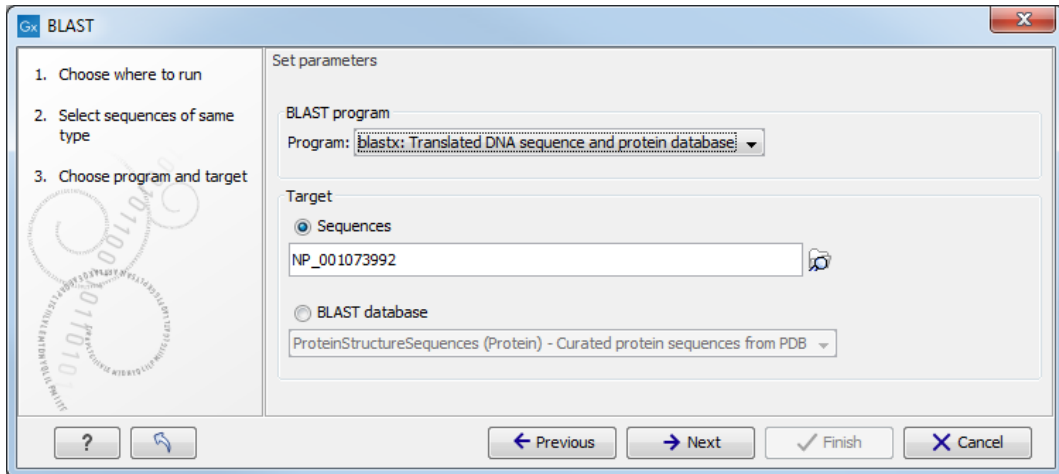 Gx BLAST
1. Choose where to run
2. Select sequences of same
type
3. Choose program and target
Set parameters
BLAST program
Program: blastx: Translated DNA sequence and protein database
Target
Sequences
NP_001073992
BLAST database
ProteinStructureSequences (Protein) - Curated protein sequences from PDB
?
Previous
Next
Finish
Cancel